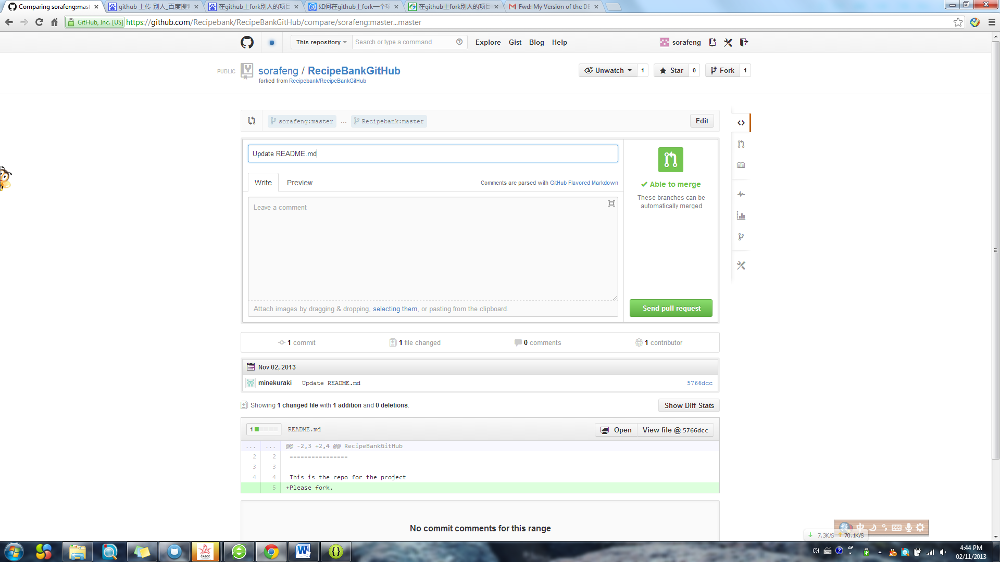 Comparing sorafeng:mast
github 上传 别人_百度搜
在github上fork别人的项目
如何在github上fork一个项
在github上fork别人的项目
Fwd: My Version of the DE
GitHub, Inc. [US] https://github.com/Recipebank/RecipeBankGitHub/compare/sorafeng:master...master
This repository Search or type a command Explore Gist Blog Help sorafeng
PUBLIC sorafeng / RecipeBankGitHub Unwatch 1 Star 0 Fork 1
forked from Recipebank/RecipeBankGitHub
sorafeng:master ... Recipebank:master Edit
Update README.md
Write Preview Comments are parsed with GitHub Flavored Markdown
Able to merge
These branches can be
automatically merged
Leave a comment
Attach images by dragging & dropping, selecting them, or pasting from the clipboard.
Send pull request
1 commit 1 file changed 0 comments 1 contributor
Nov 02, 2013
minekuraki Update README.md 5766dcc
Showing 1 changed file with 1 addition and 0 deletions. Show Diff Stats
1 README.md Open View file @ 5766dcc
... ... @@ -2,3 +2,4 @@ RecipeBankGitHub
2 2 ================
3 3
4 4 This is the repo for the project
5 +Please fork.
No commit comments for this range
中
7.3K/S 70.1K/S
CASCC
CH
4:44 PM
02/11/2013